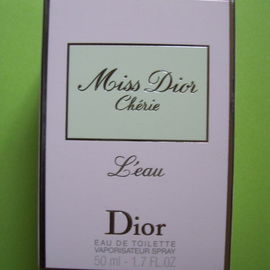 Miss Dior
Chérie
L'eau
Dior
EAU DE TOILETTE
VAPORISATEUR SPRAY
50 ml - 1.7 FL.OZ